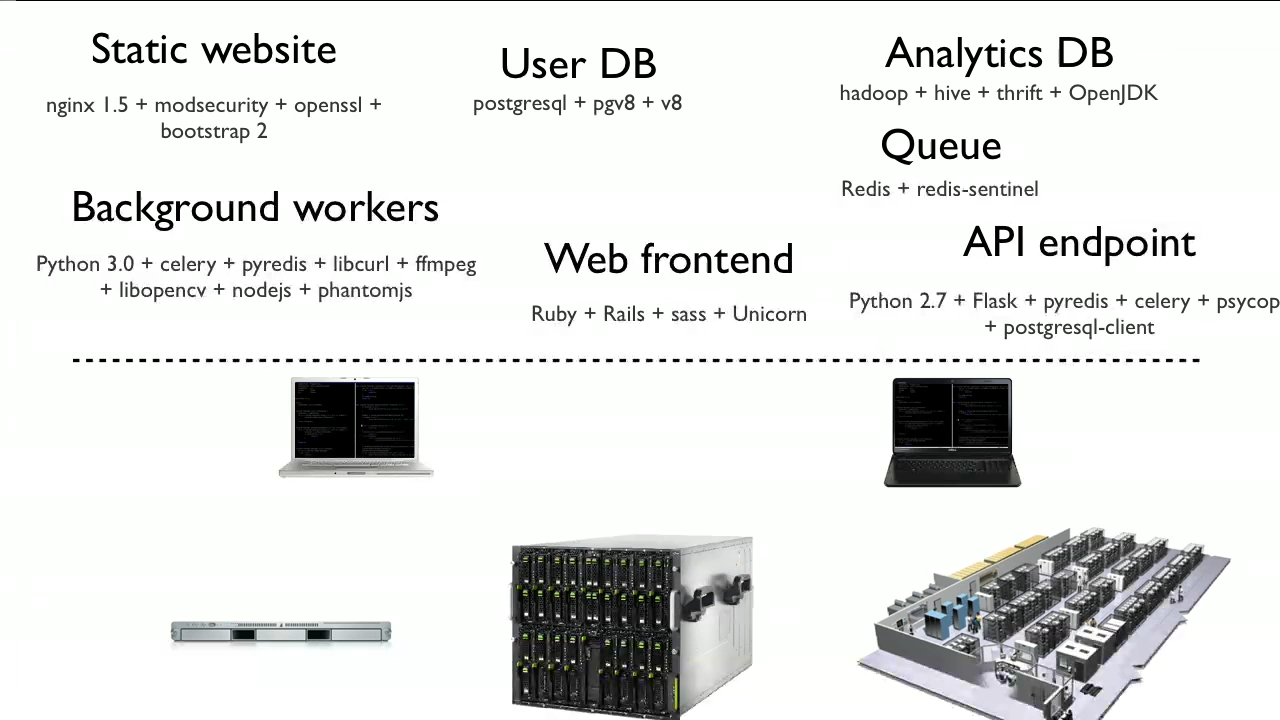 Static website
nginx 1.5 + modsecurity + openssl +
bootstrap 2
User DB
postgresql + pgv8 + v8
Analytics DB
hadoop + hive + thrift + OpenJDK
Queue
Redis + redis-sentinel
Background workers
Python 3.0 + celery + pyredis + libcurl + ffmpeg
+ libopencv + nodejs + phantomjs
Web frontend
Ruby + Rails + sass + Unicorn
API endpoint
Python 2.7 + Flask + pyredis + celery + psycop
+ postgresql-client